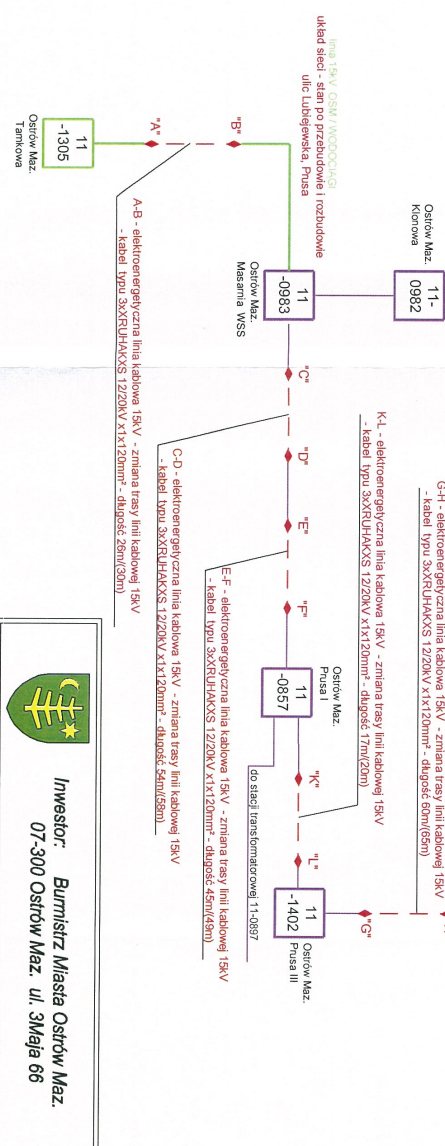 linia 15kV OSM / WODOCIĄGI
układ sieci - stan po przebudowie i rozbudowie
ulic Lubiejewska, Prusa
Ostrów Maz.
Klonowa
11-
0982
11
-0983
Ostrów Maz.
Masarnia WSS
11
-1305
Ostrów Maz.
Tamkowa
"A"
"B"
"C"
"D"
"E"
"F"
11
-0857
Ostrów Maz.
Prusa I
"K"
"L"
11
-1402
Ostrów Maz.
Prusa III
"G"
do stacji transformatorowej 11-0897
G-H - elektroenergetyczna linia kablowa 15kV - zmiana trasy linii kablowej 15kV
- kabel typu 3xXRUHAKXS 12/20kV x1x120mm² - długość 60m/(65m)
K-L - elektroenergetyczna linia kablowa 15kV - zmiana trasy linii kablowej 15kV
- kabel typu 3xXRUHAKXS 12/20kV x1x120mm² - długość 17m/(20m)
E-F - elektroenergetyczna linia kablowa 15kV - zmiana trasy linii kablowej 15kV
- kabel typu 3xXRUHAKXS 12/20kV x1x120mm² - długość 45m/(49m)
C-D - elektroenergetyczna linia kablowa 15kV - zmiana trasy linii kablowej 15kV
- kabel typu 3xXRUHAKXS 12/20kV x1x120mm² - długość 54m/(58m)
A-B - elektroenergetyczna linia kablowa 15kV - zmiana trasy linii kablowej 15kV
- kabel typu 3xXRUHAKXS 12/20kV x1x120mm² - długość 26m/(30m)
Inwestor: Burmistrz Miasta Ostrów Maz.
07-300 Ostrów Maz. ul. 3Maja 66